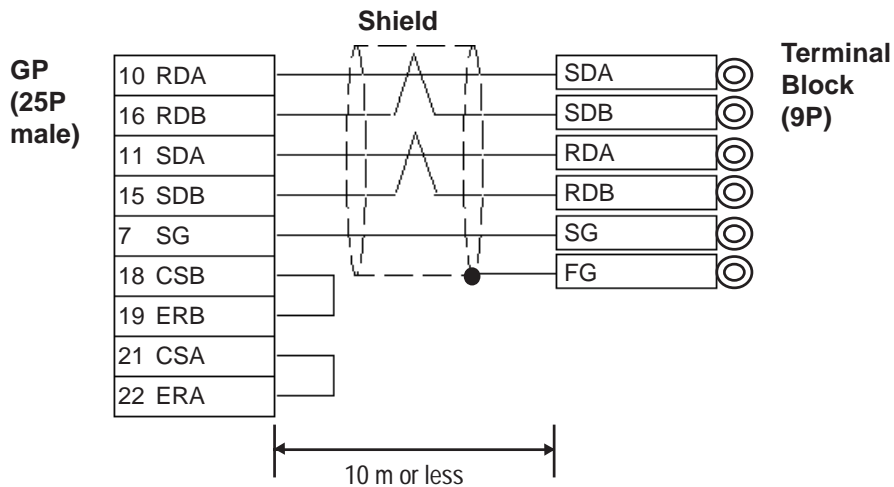 Shield
GP
(25P
male)
Terminal
Block
(9P)
10 RDA
SDA
16 RDB
SDB
11 SDA
RDA
15 SDB
RDB
7 SG
SG
18 CSB
FG
19 ERB
21 CSA
22 ERA
10 m or less